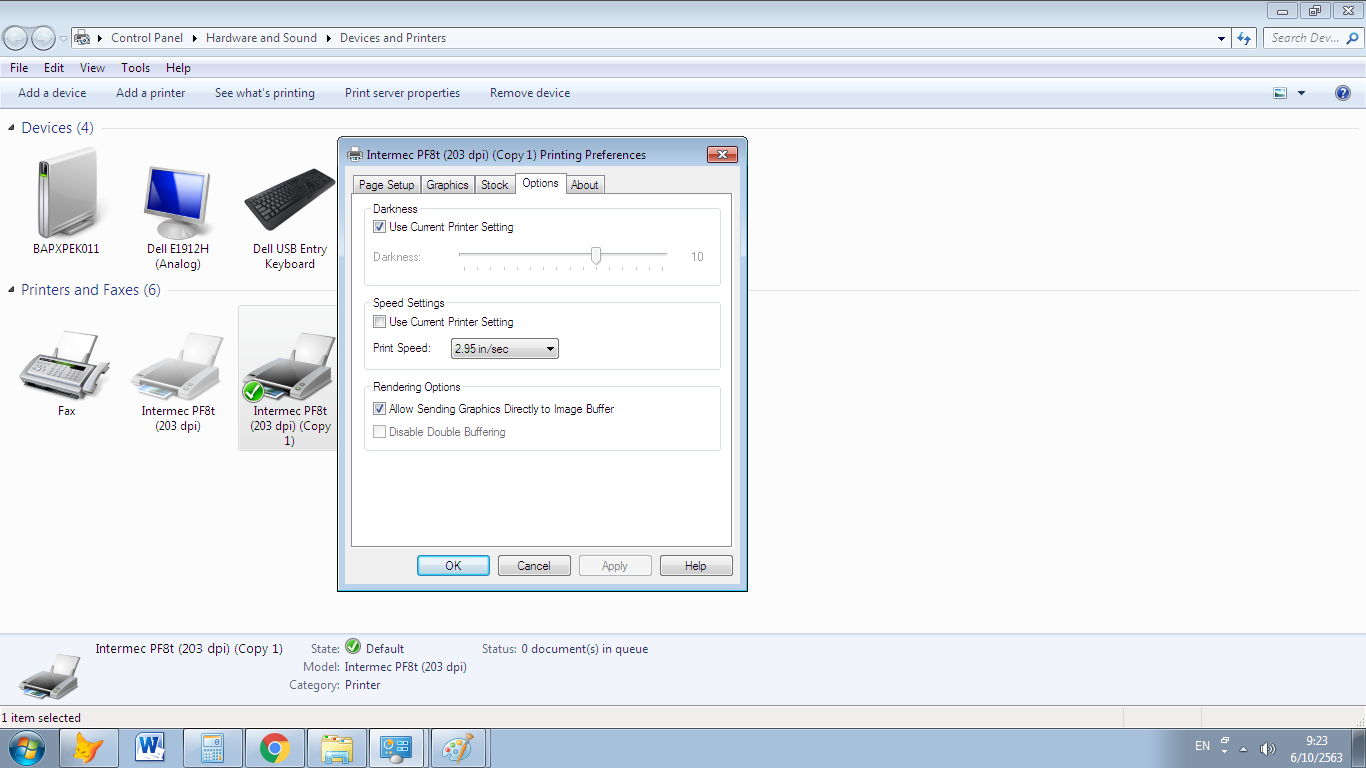 Control Panel Hardware and Sound Devices and Printers Search Dev...
File Edit View Tools Help
Add a device Add a printer See what's printing Print server properties Remove device
Devices (4)
BAPXPEK011
Dell E1912H
(Analog)
Dell USB Entry
Keyboard
Printers and Faxes (6)
Fax
Intermec PF8t
(203 dpi)
Intermec PF8t
(203 dpi) (Copy
1)
Intermec PF8t (203 dpi) (Copy 1) Printing Preferences
Page Setup Graphics Stock Options About
Darkness
Use Current Printer Setting
Darkness: 10
Speed Settings
Use Current Printer Setting
Print Speed: 2.95 in/sec
Rendering Options
Allow Sending Graphics Directly to Image Buffer
Disable Double Buffering
OK Cancel Apply Help
Intermec PF8t (203 dpi) (Copy 1) State: Default Status: 0 document(s) in queue
Model: Intermec PF8t (203 dpi)
Category: Printer
1 item selected
EN 9:23
6/10/2563